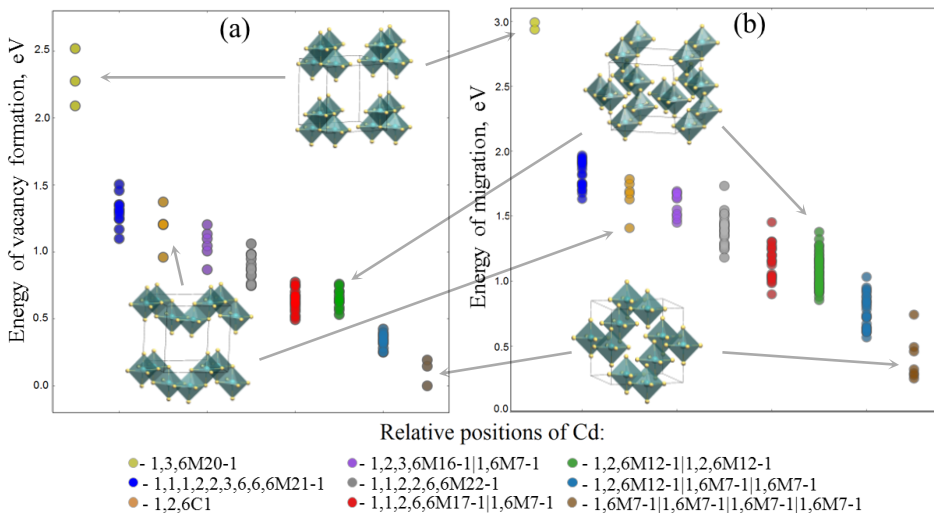 (a)
(b)
Energy of vacancy formation, eV
2.5
2.0
1.5
1.0
0.5
0.0
Energy of migration, eV
3.0
2.5
2.0
1.5
1.0
0.5
0.0
Relative positions of Cd:
- 1,3,6M20-1
- 1,1,1,2,2,3,6,6,6M21-1
- 1,2,6C1
- 1,2,3,6M16-1|1,6M7-1
- 1,1,2,2,6,6M22-1
- 1,1,2,6,6M17-1|1,6M7-1
- 1,2,6M12-1|1,2,6M12-1
- 1,2,6M12-1|1,6M7-1|1,6M7-1
- 1,6M7-1|1,6M7-1|1,6M7-1|1,6M7-1